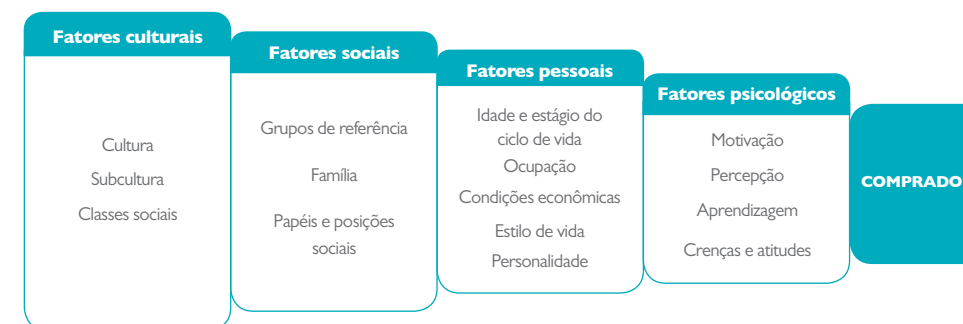 Fatores culturais
Cultura
Subcultura
Classes sociais
Fatores sociais
Grupos de referência
Família
Papéis e posições
sociais
Fatores pessoais
Idade e estágio do
ciclo de vida
Ocupação
Condições econômicas
Estilo de vida
Personalidade
Fatores psicológicos
Motivação
Percepção
Aprendizagem
Crenças e atitudes
COMPRADO